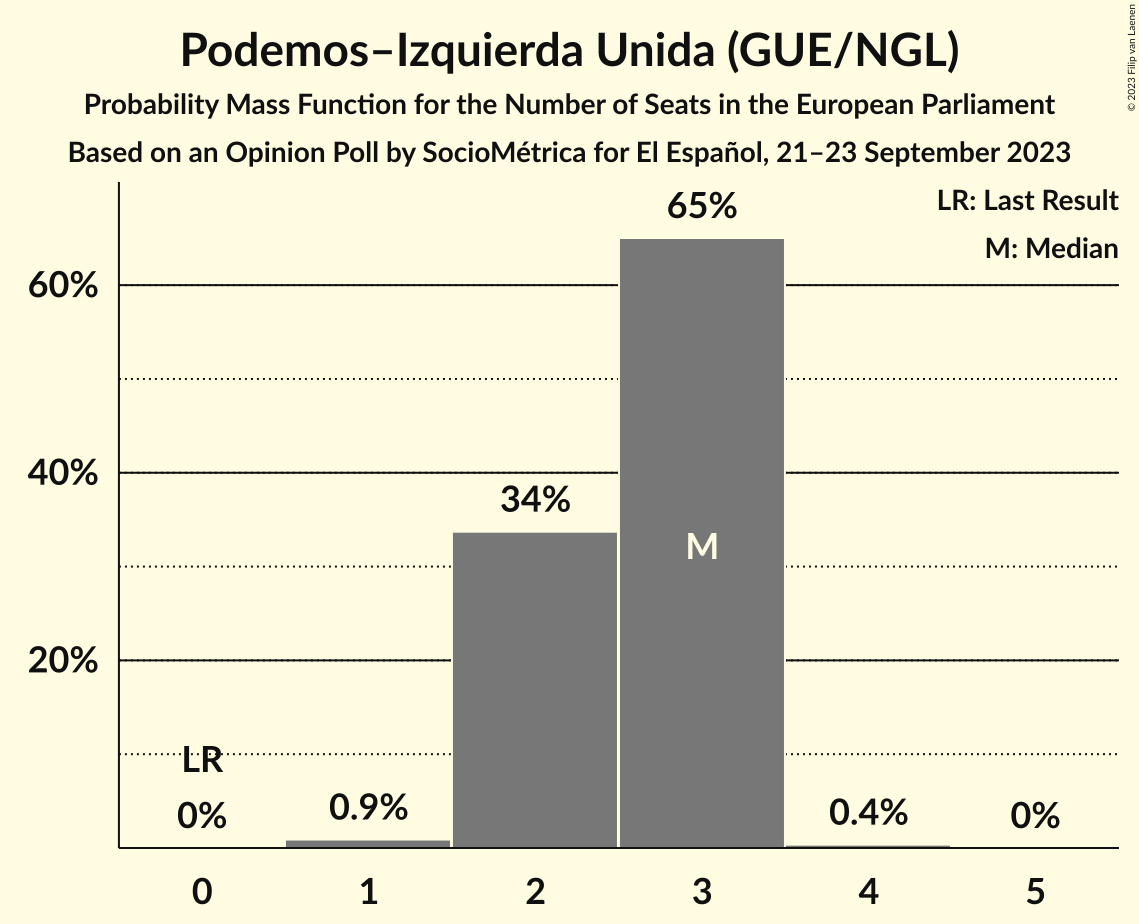 Podemos–Izquierda Unida (GUE/NGL)
Probability Mass Function for the Number of Seats in the European Parliament
Based on an Opinion Poll by SocioMétrica for El Español, 21–23 September 2023
© 2023 Filip van Laenen
LR: Last Result
M: Median
65%
60%
40%
34%
M
20%
LR
0%
0.9%
0.4%
0%
0 1 2 3 4 5